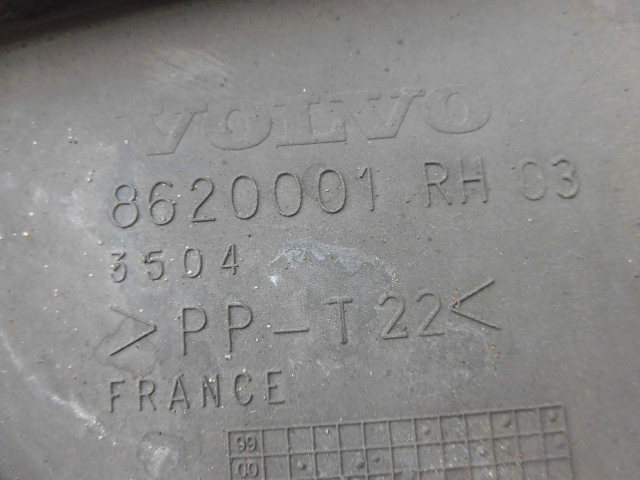 VOLVO
8620001 RH 03
3504
>PP-T22<
FRANCE
99
00